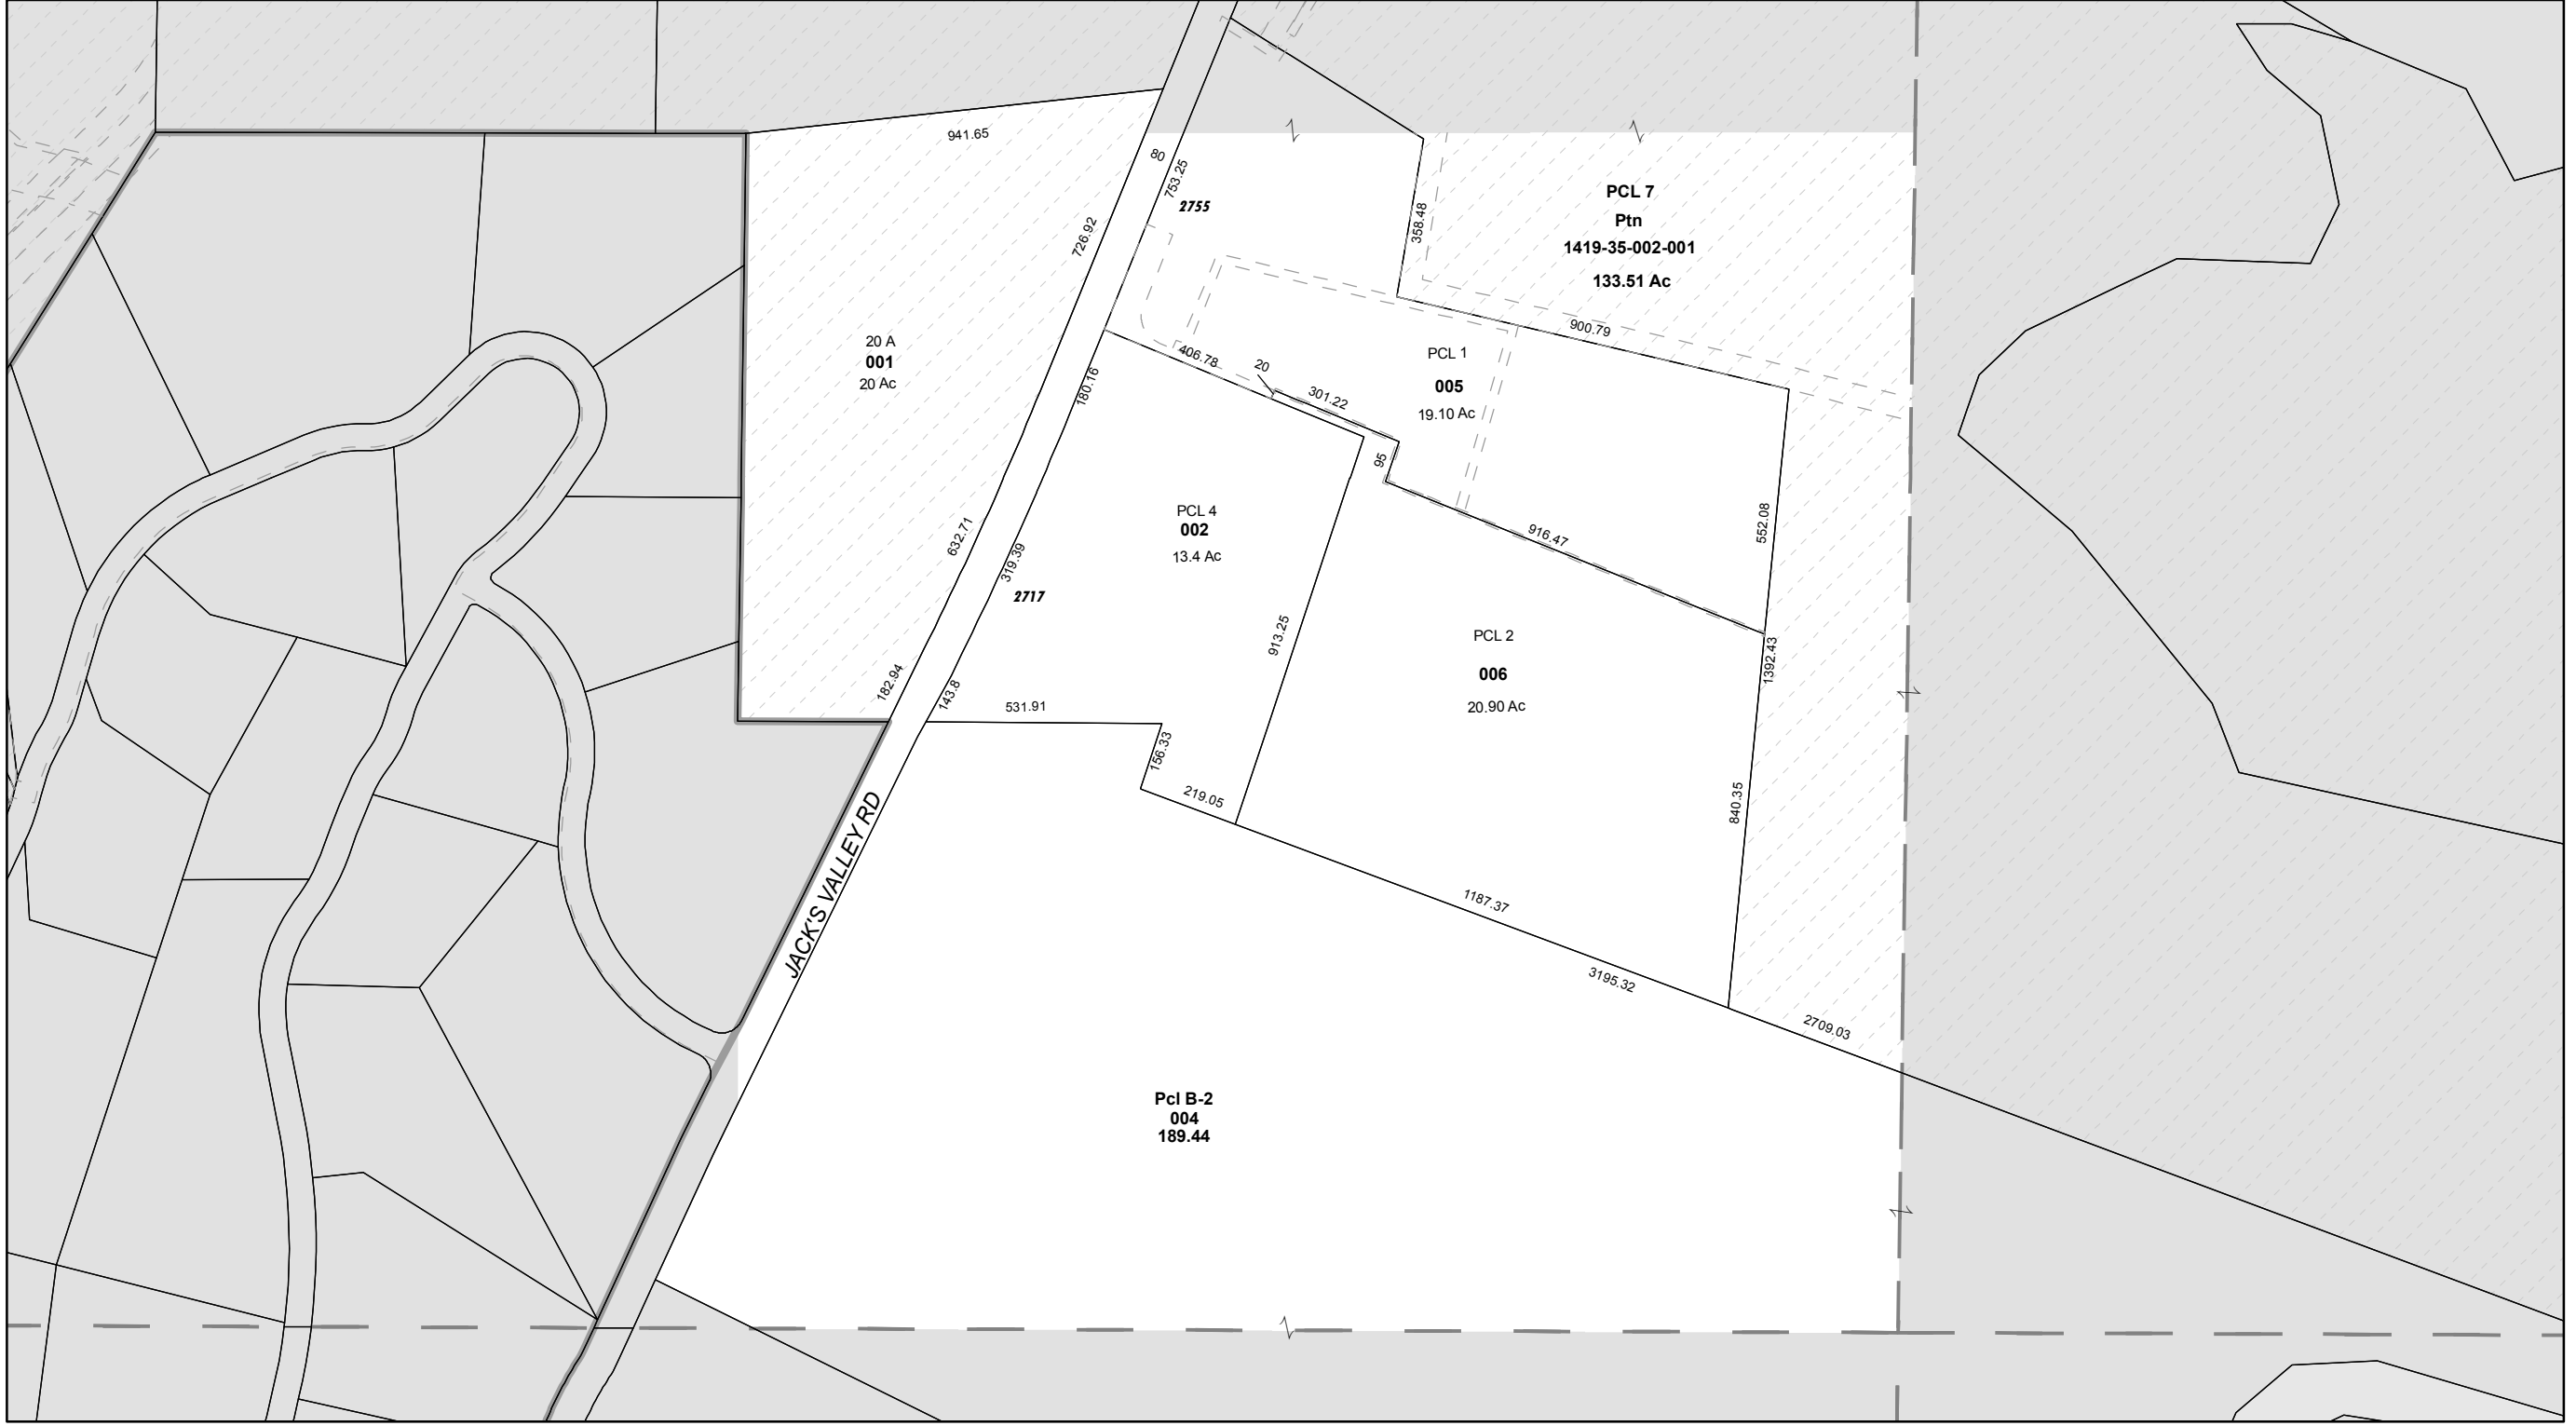 941.65
80
753.25
2755
726.92
358.48
PCL 7
Ptn
1419-35-002-001
133.51 Ac
900.79
20 A
001
20 Ac
406.78
20
301.22
180.16
PCL 1
005
19.10 Ac
95
552.08
916.47
PCL 4
002
13.4 Ac
632.71
319.39
2717
913.25
PCL 2
006
20.90 Ac
1392.43
182.94
143.8
531.91
156.33
219.05
840.35
JACK'S VALLEY RD
1187.37
3195.32
2709.03
Pcl B-2
004
189.44